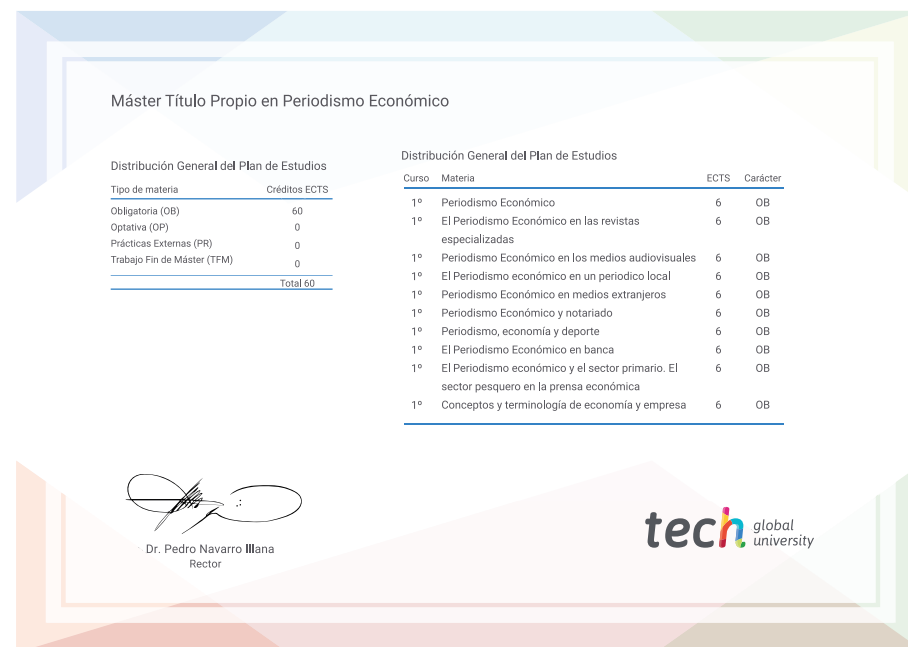 Máster Título Propio en Periodismo Económico
Distribución General del Plan de Estudios
Tipo de materia Créditos ECTS
Obligatoria (OB) 60
Optativa (OP) 0
Prácticas Externas (PR) 0
Trabajo Fin de Máster (TFM) 0
Total 60
Distribución General del Plan de Estudios
Curso Materia ECTS Carácter
1º Periodismo Económico 6 OB
1º El Periodismo Económico en las revistas 6 OB
especializadas
1º Periodismo Económico en los medios audiovisuales 6 OB
1º El Periodismo económico en un periodico local 6 OB
1º Periodismo Económico en medios extranjeros 6 OB
1º Periodismo Económico y notariado 6 OB
1º Periodismo, economía y deporte 6 OB
1º El Periodismo Económico en banca 6 OB
1º El Periodismo económico y el sector primario. El 6 OB
sector pesquero en la prensa económica
1º Conceptos y terminología de economía y empresa 6 OB
Dr. Pedro Navarro Illana
Rector
tech global
university